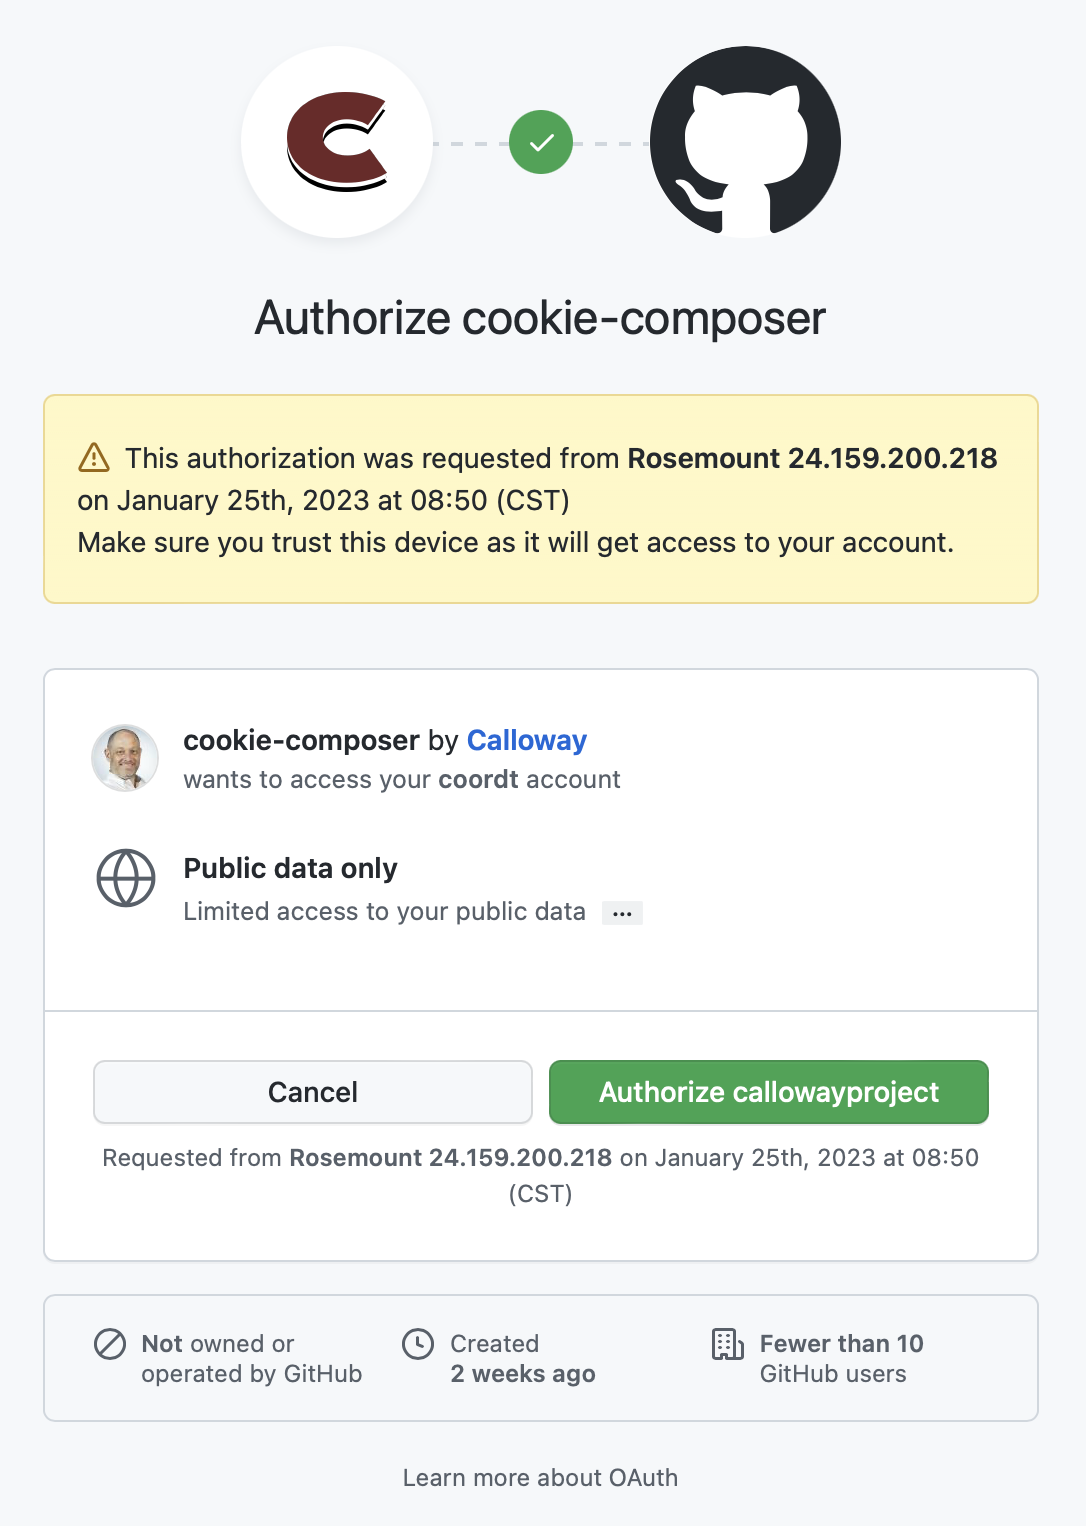 Authorize cookie-composer
This authorization was requested from Rosemount 24.159.200.218
on January 25th, 2023 at 08:50 (CST)
Make sure you trust this device as it will get access to your account.
cookie-composer by Calloway
wants to access your coordt account
Public data only
Limited access to your public data ...
Cancel
Authorize callowayproject
Requested from Rosemount 24.159.200.218 on January 25th, 2023 at 08:50
(CST)
Not owned or
operated by GitHub
Created
2 weeks ago
Fewer than 10
GitHub users
Learn more about OAuth